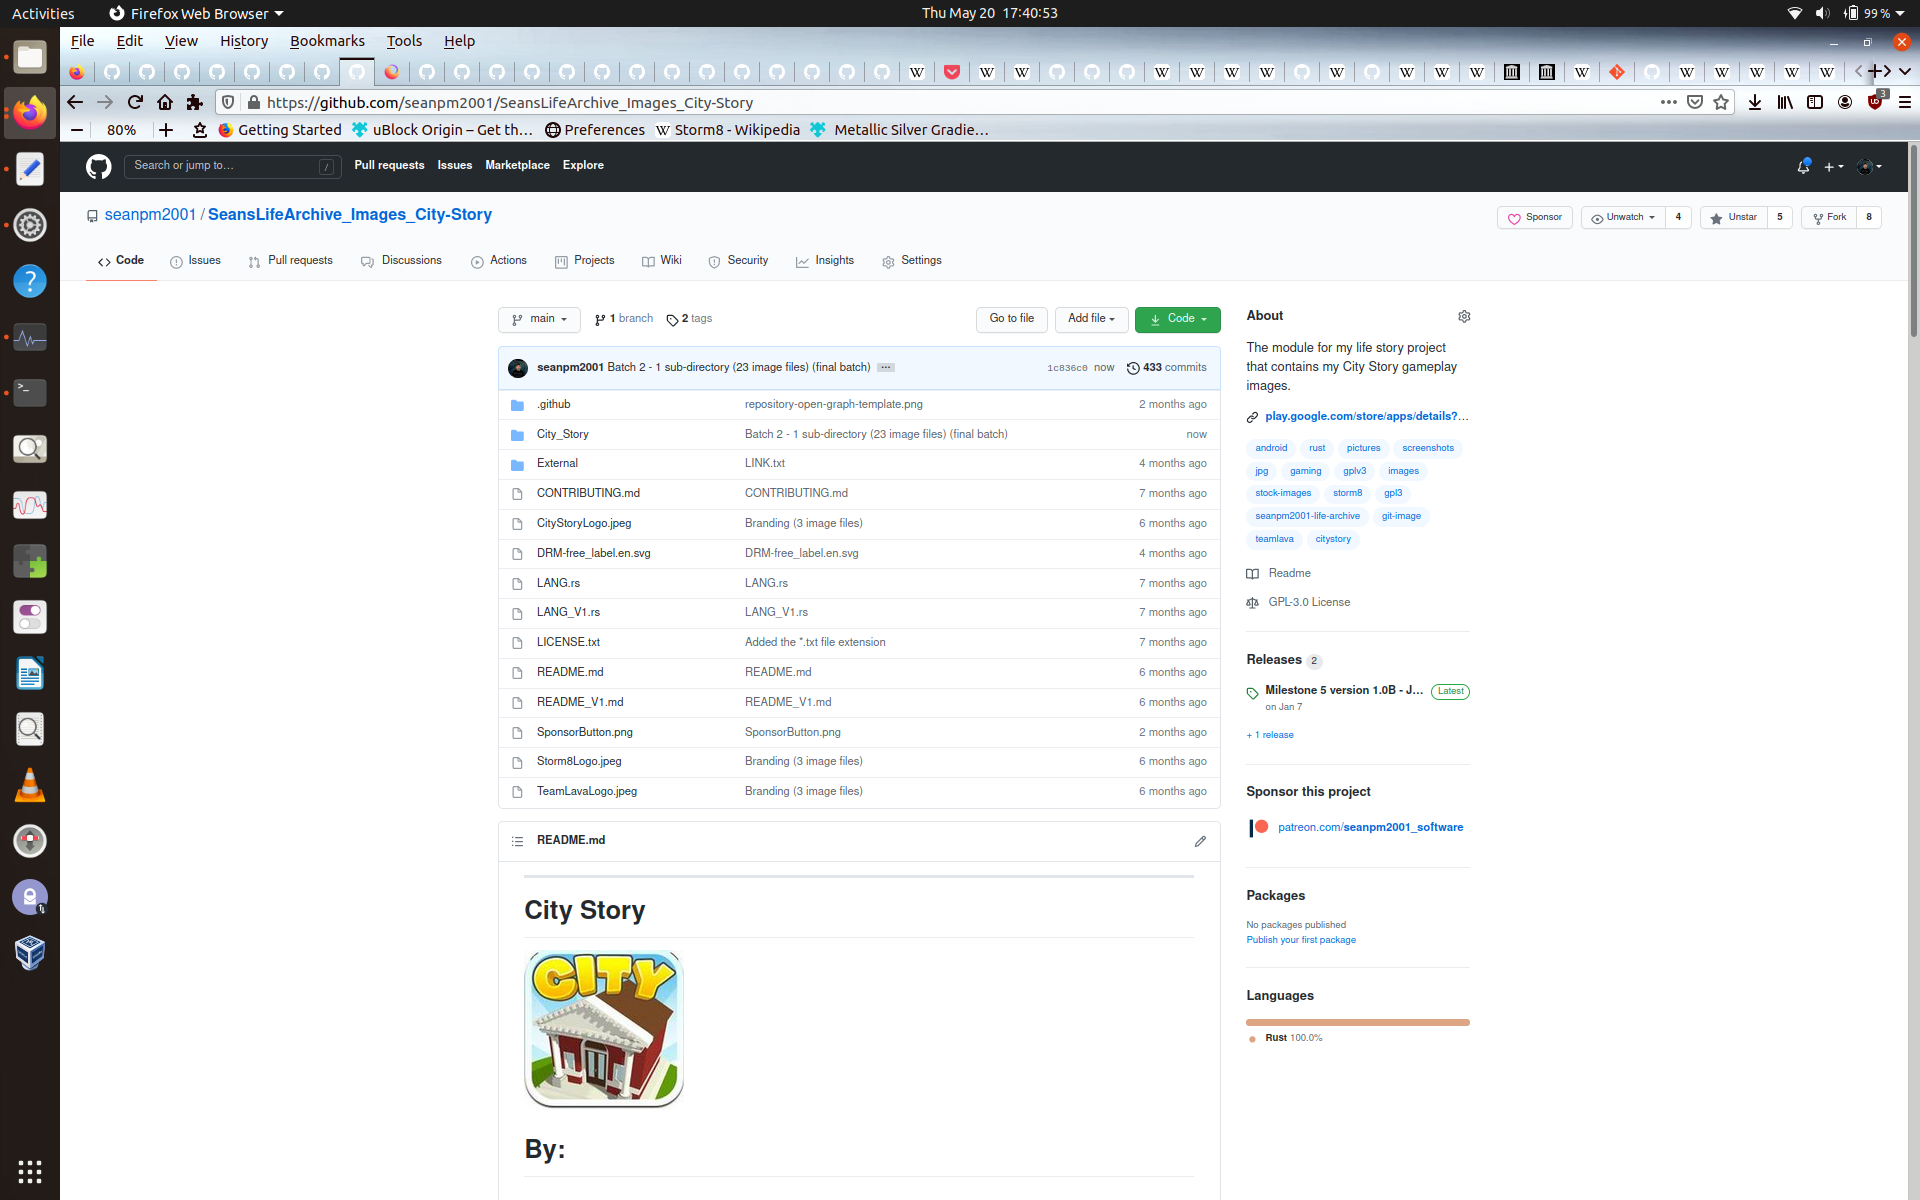 Activities Firefox Web Browser Thu May 20 17:40:53 99 %
File Edit View History Bookmarks Tools Help
https://github.com/seanpm2001/SeansLifeArchive_Images_City-Story 3
80% Getting Started uBlock Origin – Get th… Preferences Storm8 - Wikipedia Metallic Silver Gradie…
Search or jump to… / Pull requests Issues Marketplace Explore
seanpm2001 / SeansLifeArchive_Images_City-Story Sponsor Unwatch 4 Unstar 5 Fork 8
Code Issues Pull requests Discussions Actions Projects Wiki Security Insights Settings
main 1 branch 2 tags Go to file Add file Code
seanpm2001 Batch 2 - 1 sub-directory (23 image files) (final batch) 1c836c0 now 433 commits
.github repository-open-graph-template.png 2 months ago
City_Story Batch 2 - 1 sub-directory (23 image files) (final batch) now
External LINK.txt 4 months ago
CONTRIBUTING.md CONTRIBUTING.md 7 months ago
CityStoryLogo.jpeg Branding (3 image files) 6 months ago
DRM-free_label.en.svg DRM-free_label.en.svg 4 months ago
LANG.rs LANG.rs 7 months ago
LANG_V1.rs LANG_V1.rs 7 months ago
LICENSE.txt Added the *.txt file extension 7 months ago
README.md README.md 6 months ago
README_V1.md README_V1.md 6 months ago
SponsorButton.png SponsorButton.png 2 months ago
Storm8Logo.jpeg Branding (3 image files) 6 months ago
TeamLavaLogo.jpeg Branding (3 image files) 6 months ago
README.md
City Story
CITY
By:
About
The module for my life story project
that contains my City Story gameplay
images.
play.google.com/store/apps/details?…
android rust pictures screenshots
jpg gaming gplv3 images
stock-images storm8 gpl3
seanpm2001-life-archive git-image
teamlava citystory
Readme
GPL-3.0 License
Releases 2
Milestone 5 version 1.0B - J… Latest
on Jan 7
+ 1 release
Sponsor this project
patreon.com/seanpm2001_software
Packages
No packages published
Publish your first package
Languages
Rust 100.0%